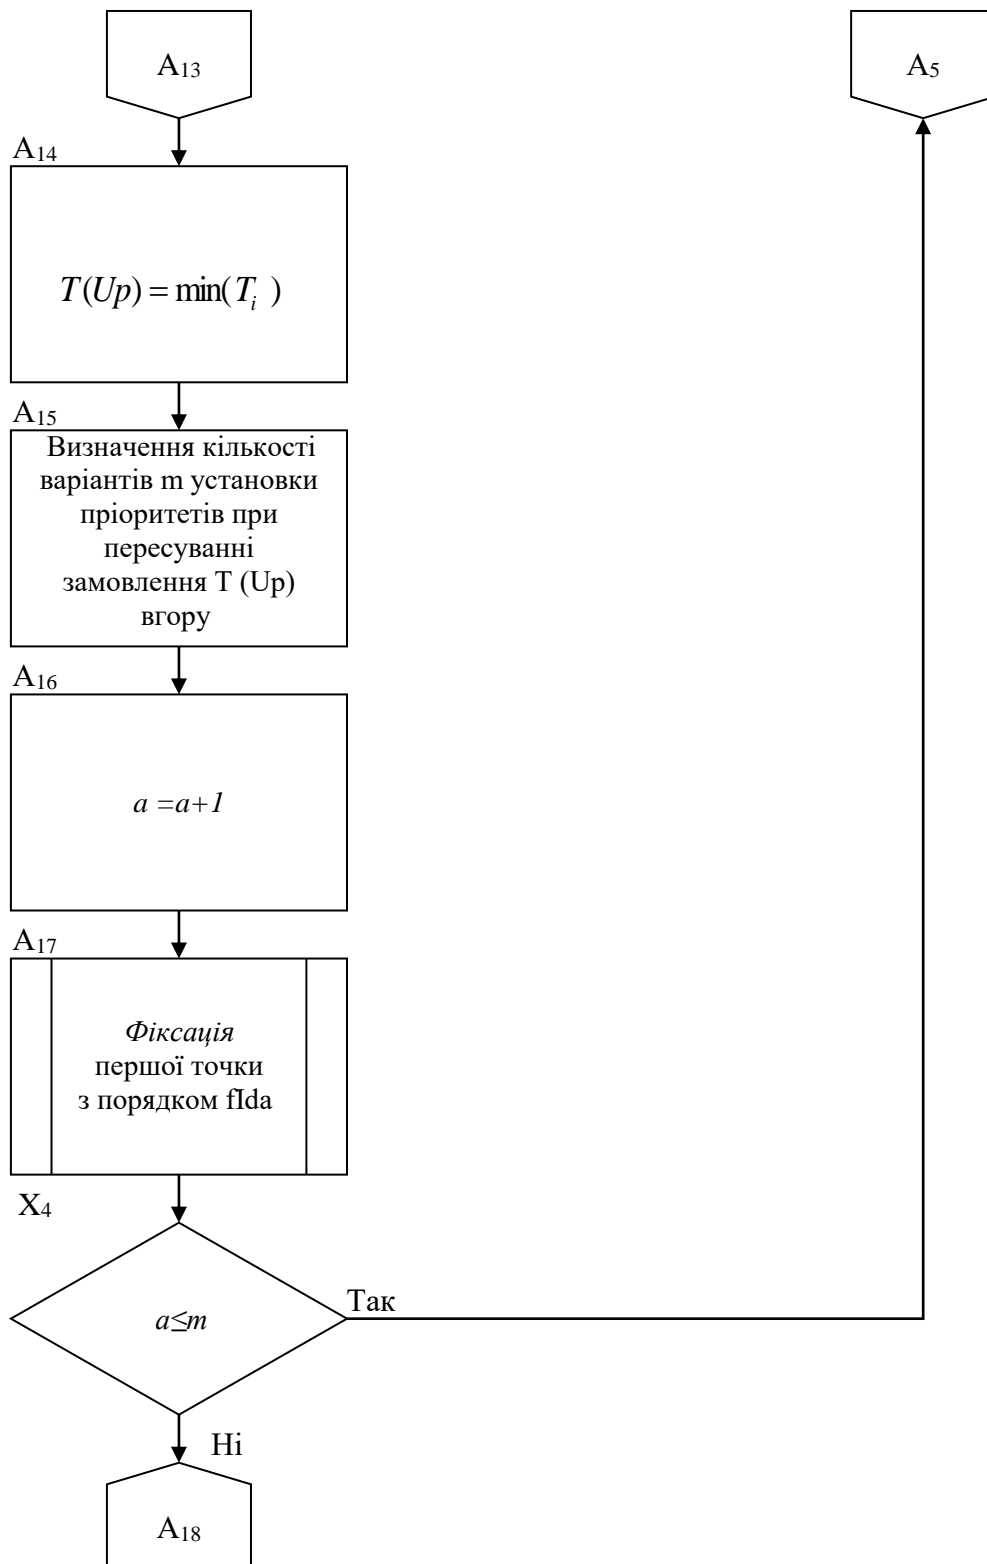 A13
A5
A14
T(Up) = min(Ti )
A15
Визначення кількості
варіантів m установки
пріоритетів при
пересуванні
замовлення Т (Up)
вгору
A16
a =a+1
A17
Фіксація
першої точки
з порядком fIda
X4
a≤m
Так
Ні
A18